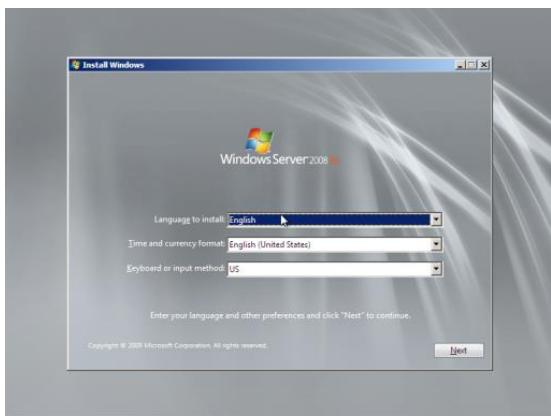 Install Windows
Windows Server 2008 R2
Language to install: English
Time and currency format: English (United States)
Keyboard or input method: US
Enter your language and other preferences and click "Next" to continue.
Copyright © 2009 Microsoft Corporation. All rights reserved.
Next